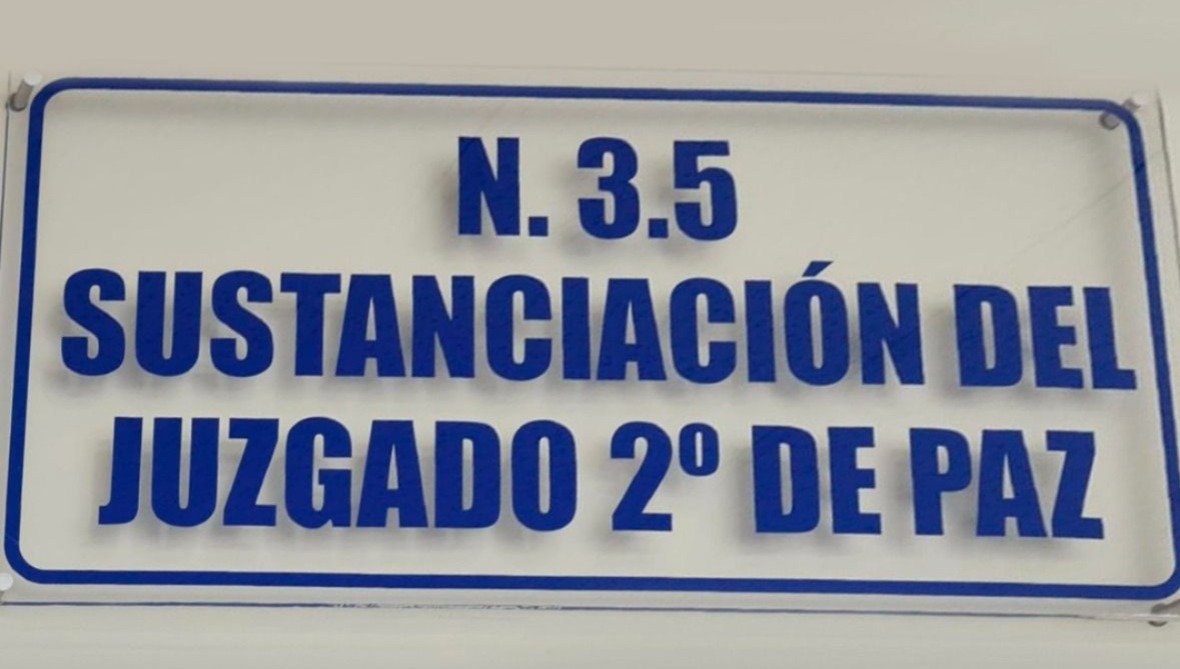 N. 3.5
SUSTANCIACIÓN DEL
JUZGADO 2º DE PAZ